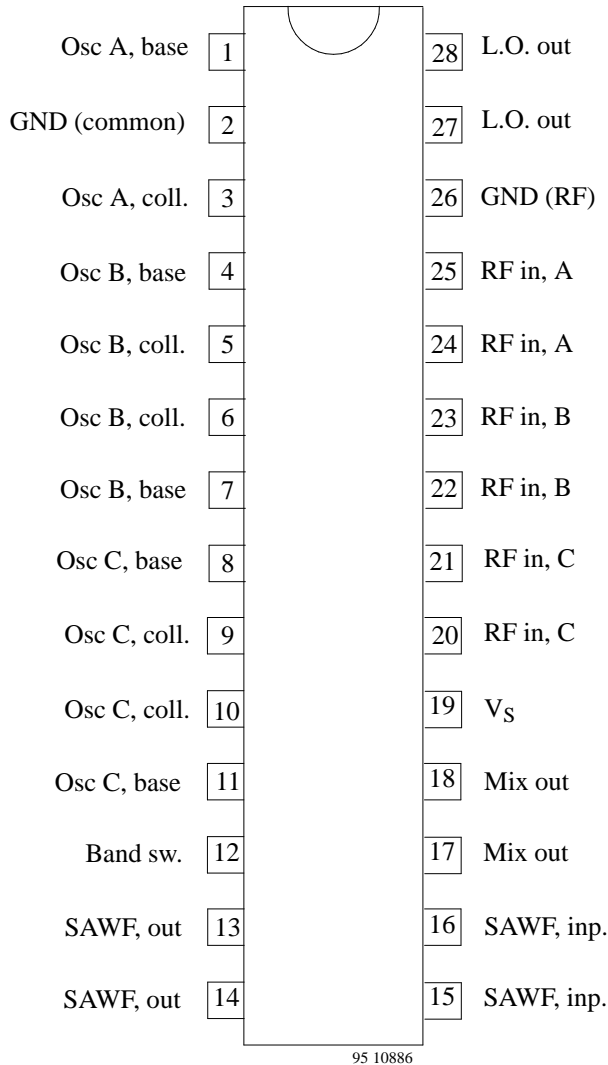 Osc A, base 1 28 L.O. out
GND (common) 2 27 L.O. out
Osc A, coll. 3 26 GND (RF)
Osc B, base 4 25 RF in, A
Osc B, coll. 5 24 RF in, A
Osc B, coll. 6 23 RF in, B
Osc B, base 7 22 RF in, B
Osc C, base 8 21 RF in, C
Osc C, coll. 9 20 RF in, C
Osc C, coll. 10 19 VS
Osc C, base 11 18 Mix out
Band sw. 12 17 Mix out
SAWF, out 13 16 SAWF, inp.
SAWF, out 14 15 SAWF, inp.
95 10886